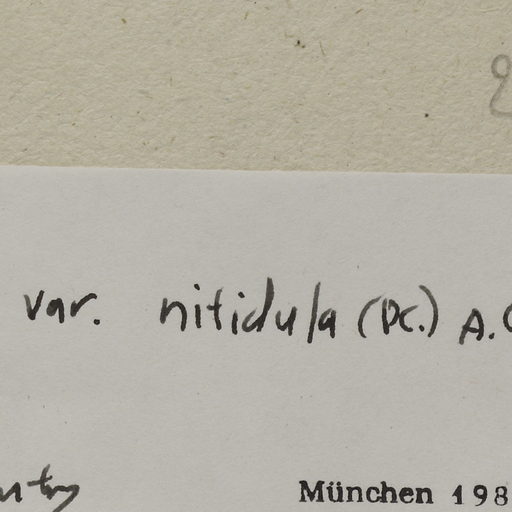 var. nitidula (DC.) A.
München 198